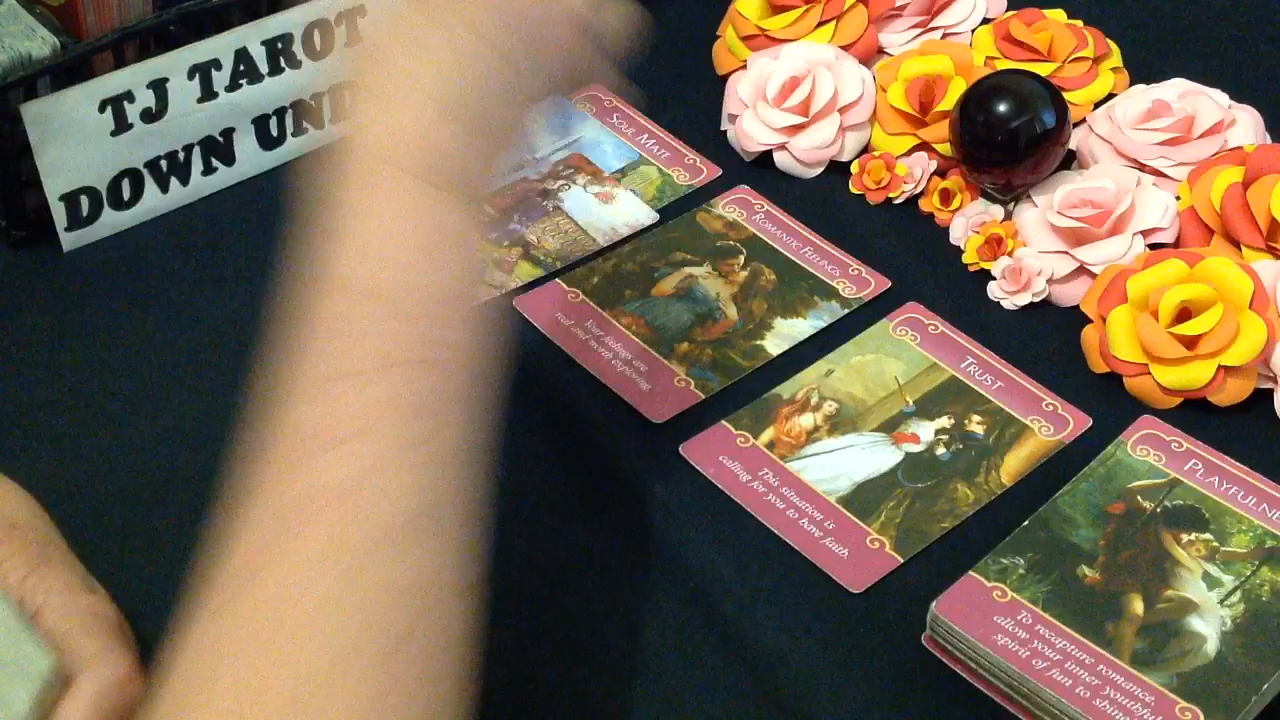 TJ TAROT
DOWN UND
SOUL MATE
ROMANTIC FEELINGS
Your feelings are
real and worth exploring.
TRUST
This situation is
calling for you to have faith.
PLAYFULNE
To recapture romance,
allow your inner youthful
spirit of fun to shine